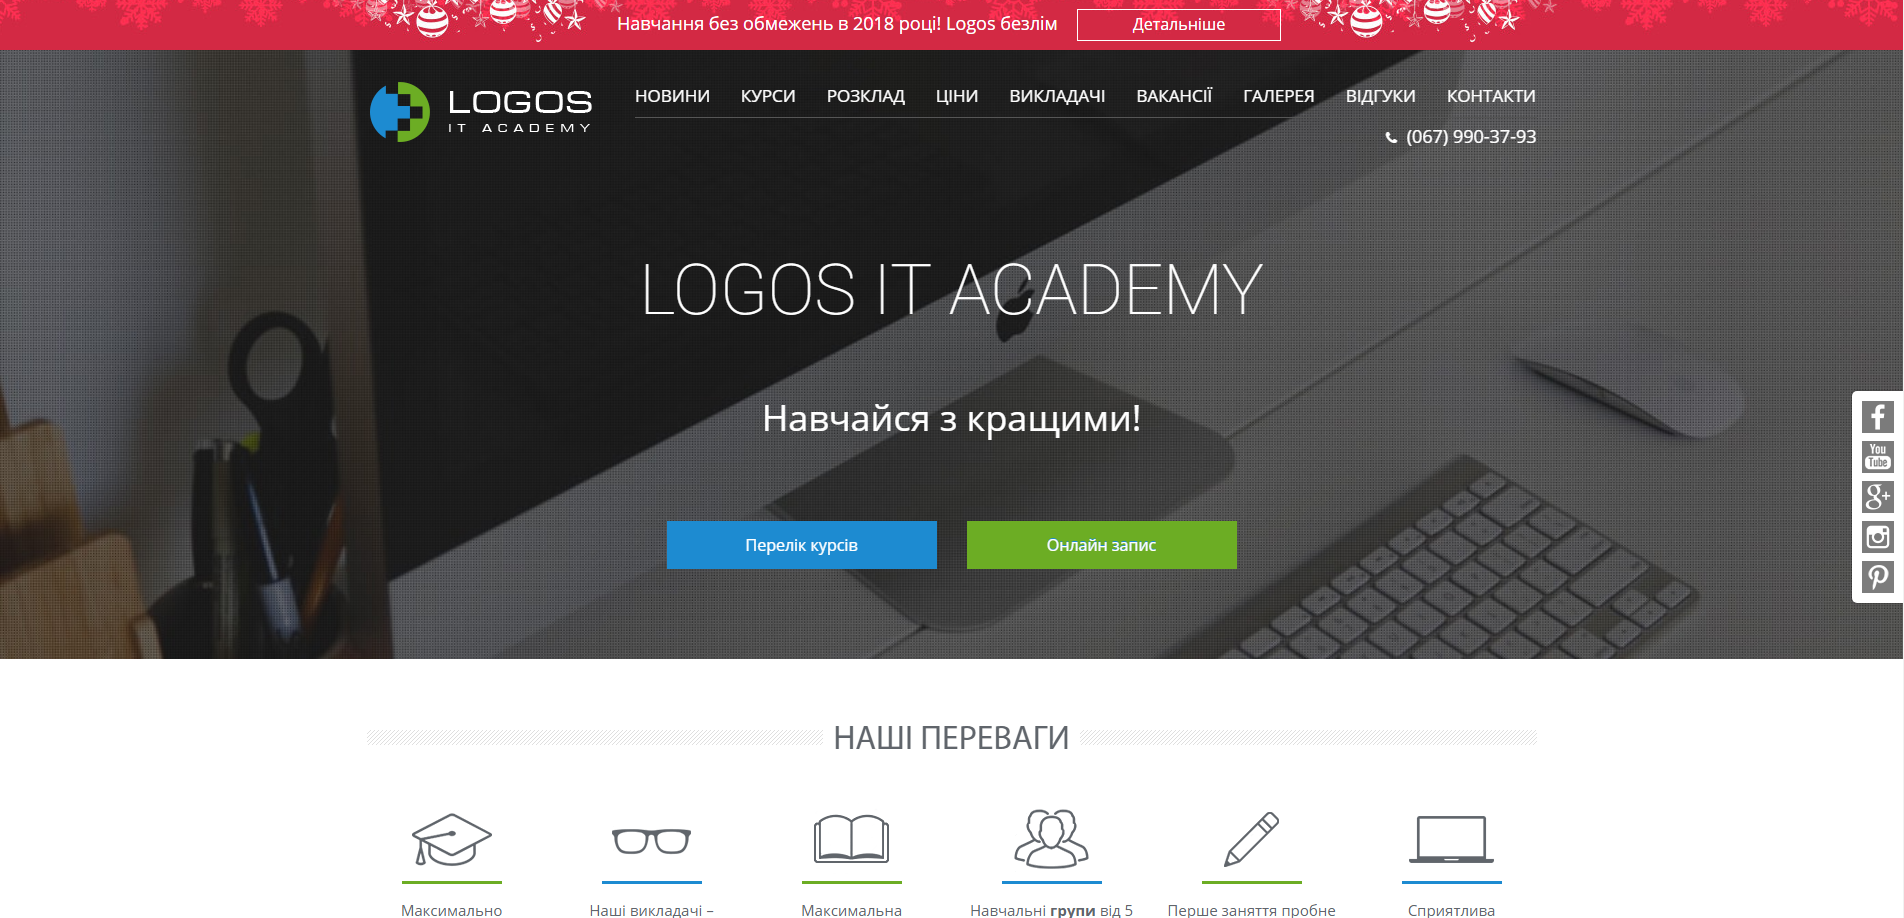 Навчання без обмежень в 2018 році! Logos безлім
Детальніше
LOGOS
IT ACADEMY
НОВИНИ КУРСИ РОЗКЛАД ЦІНИ ВИКЛАДАЧІ ВАКАНСІЇ ГАЛЕРЕЯ ВІДГУКИ КОНТАКТИ
(067) 990-37-93
LOGOS IT ACADEMY
Навчайся з кращими!
Перелік курсів
Онлайн запис
You
Tube
g+
НАШІ ПЕРЕВАГИ
Максимально
Наші викладачі –
Максимальна
Навчальні групи від 5
Перше заняття пробне
Сприятлива